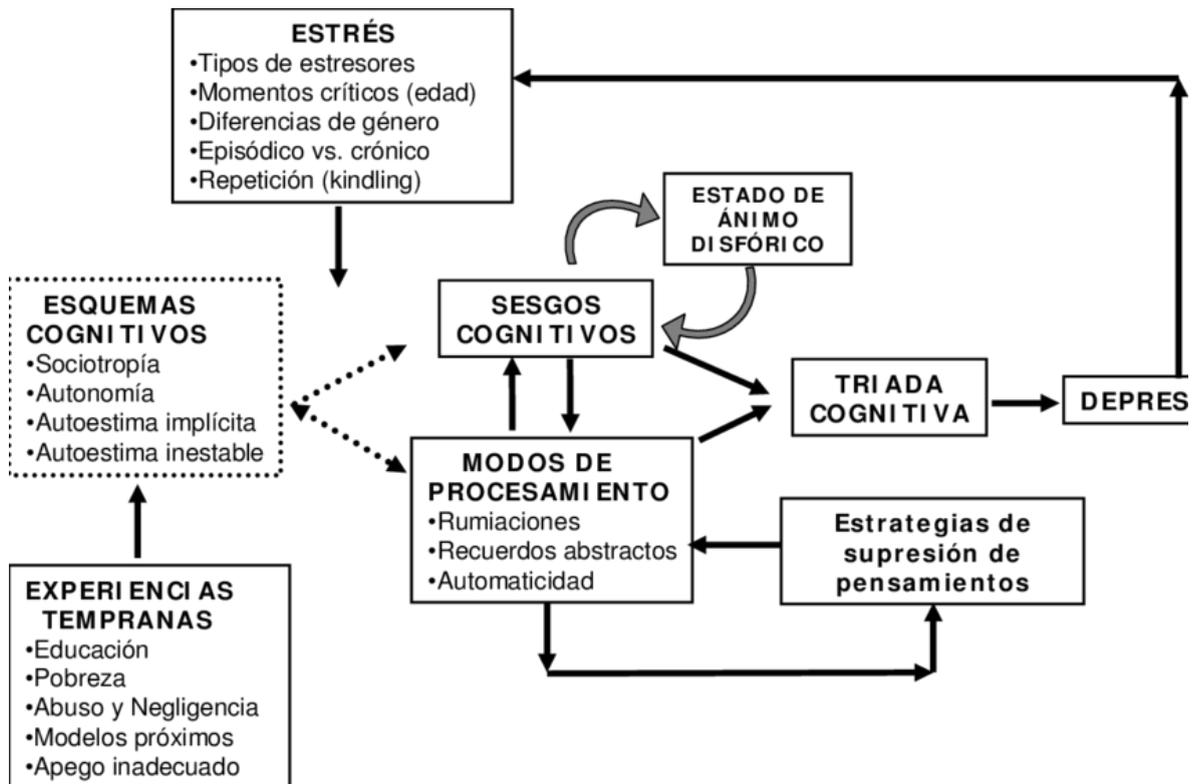 ESTRÉS
•Tipos de estresores
•Momentos críticos (edad)
•Diferencias de género
•Episódico vs. crónico
•Repetición (kindling)
ESTADO DE
ÁNIMO
DISFÓRICO
ESQUEMAS
COGNITIVOS
•Sociotropía
•Autonomía
•Autoestima implícita
•Autoestima inestable
SESGOS
COGNITIVOS
TRIADA
COGNITIVA
DEPRES
MODOS DE
PROCESAMIENTO
•Rumiaciones
•Recuerdos abstractos
•Automaticidad
Estrategias de
supresión de
pensamientos
EXPERIENCIAS
TEMPRANAS
•Educación
•Pobreza
•Abuso y Negligencia
•Modelos próximos
•Apego inadecuado